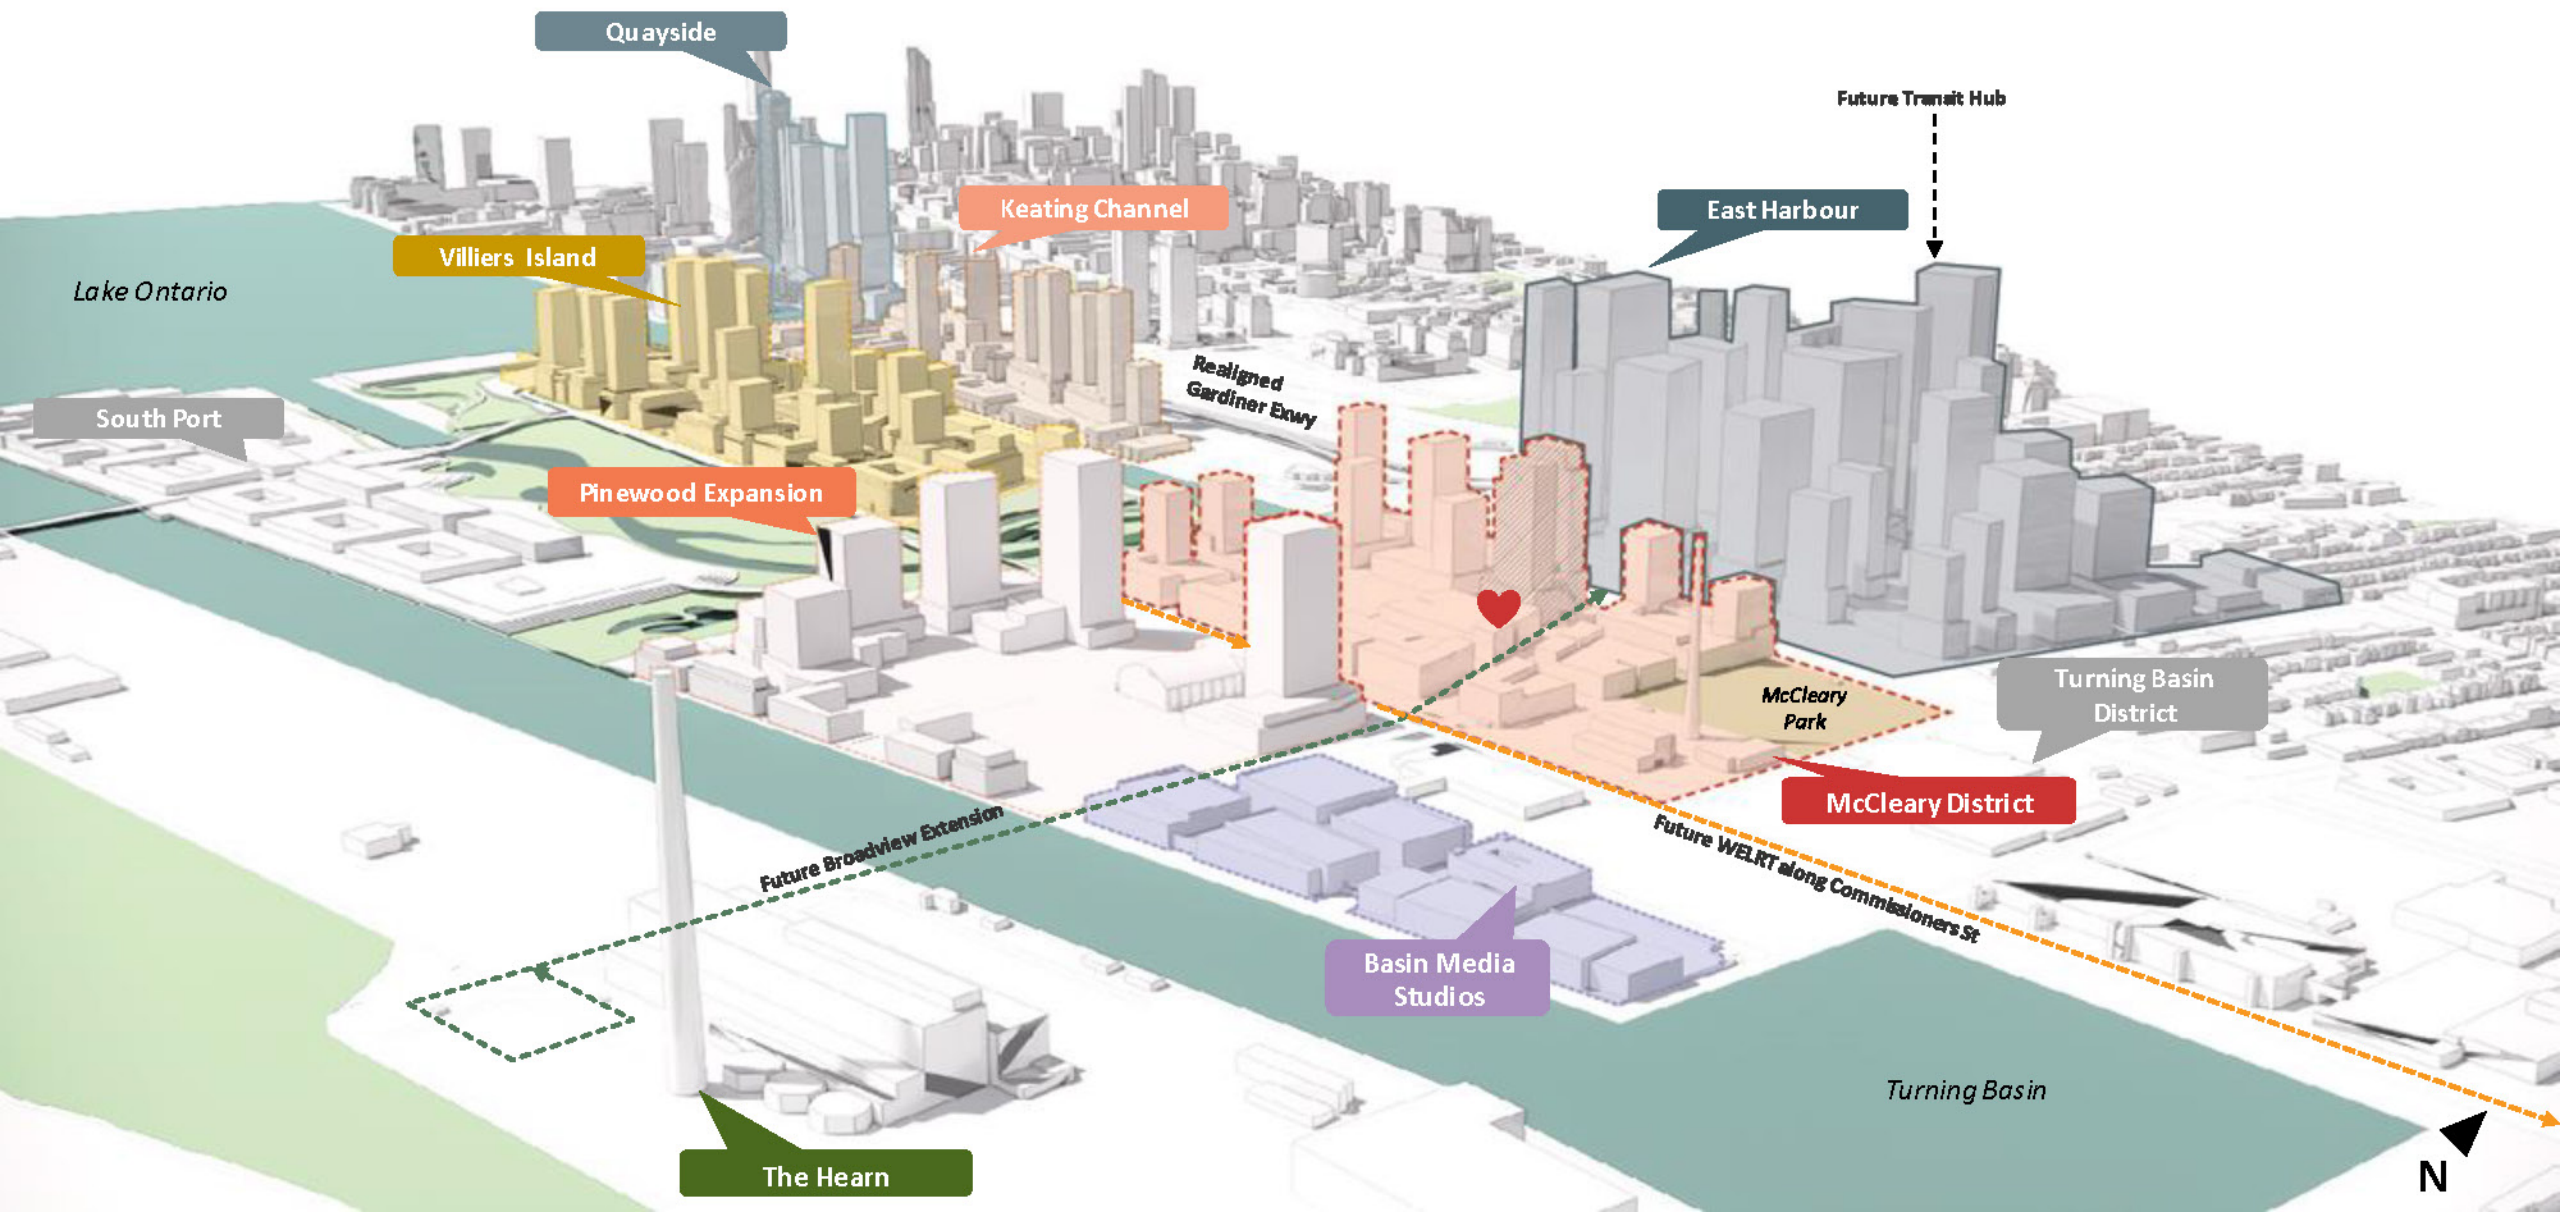 Quayside
Future Transit Hub
Keating Channel
East Harbour
Villiers Island
Lake Ontario
Realigned
Gardiner Exwy
South Port
Pinewood Expansion
McCleary
Park
Turning Basin
District
McCleary District
Future Broadview Extension
Future WELRT along Commissioners St
Basin Media
Studios
Turning Basin
The Hearn
N